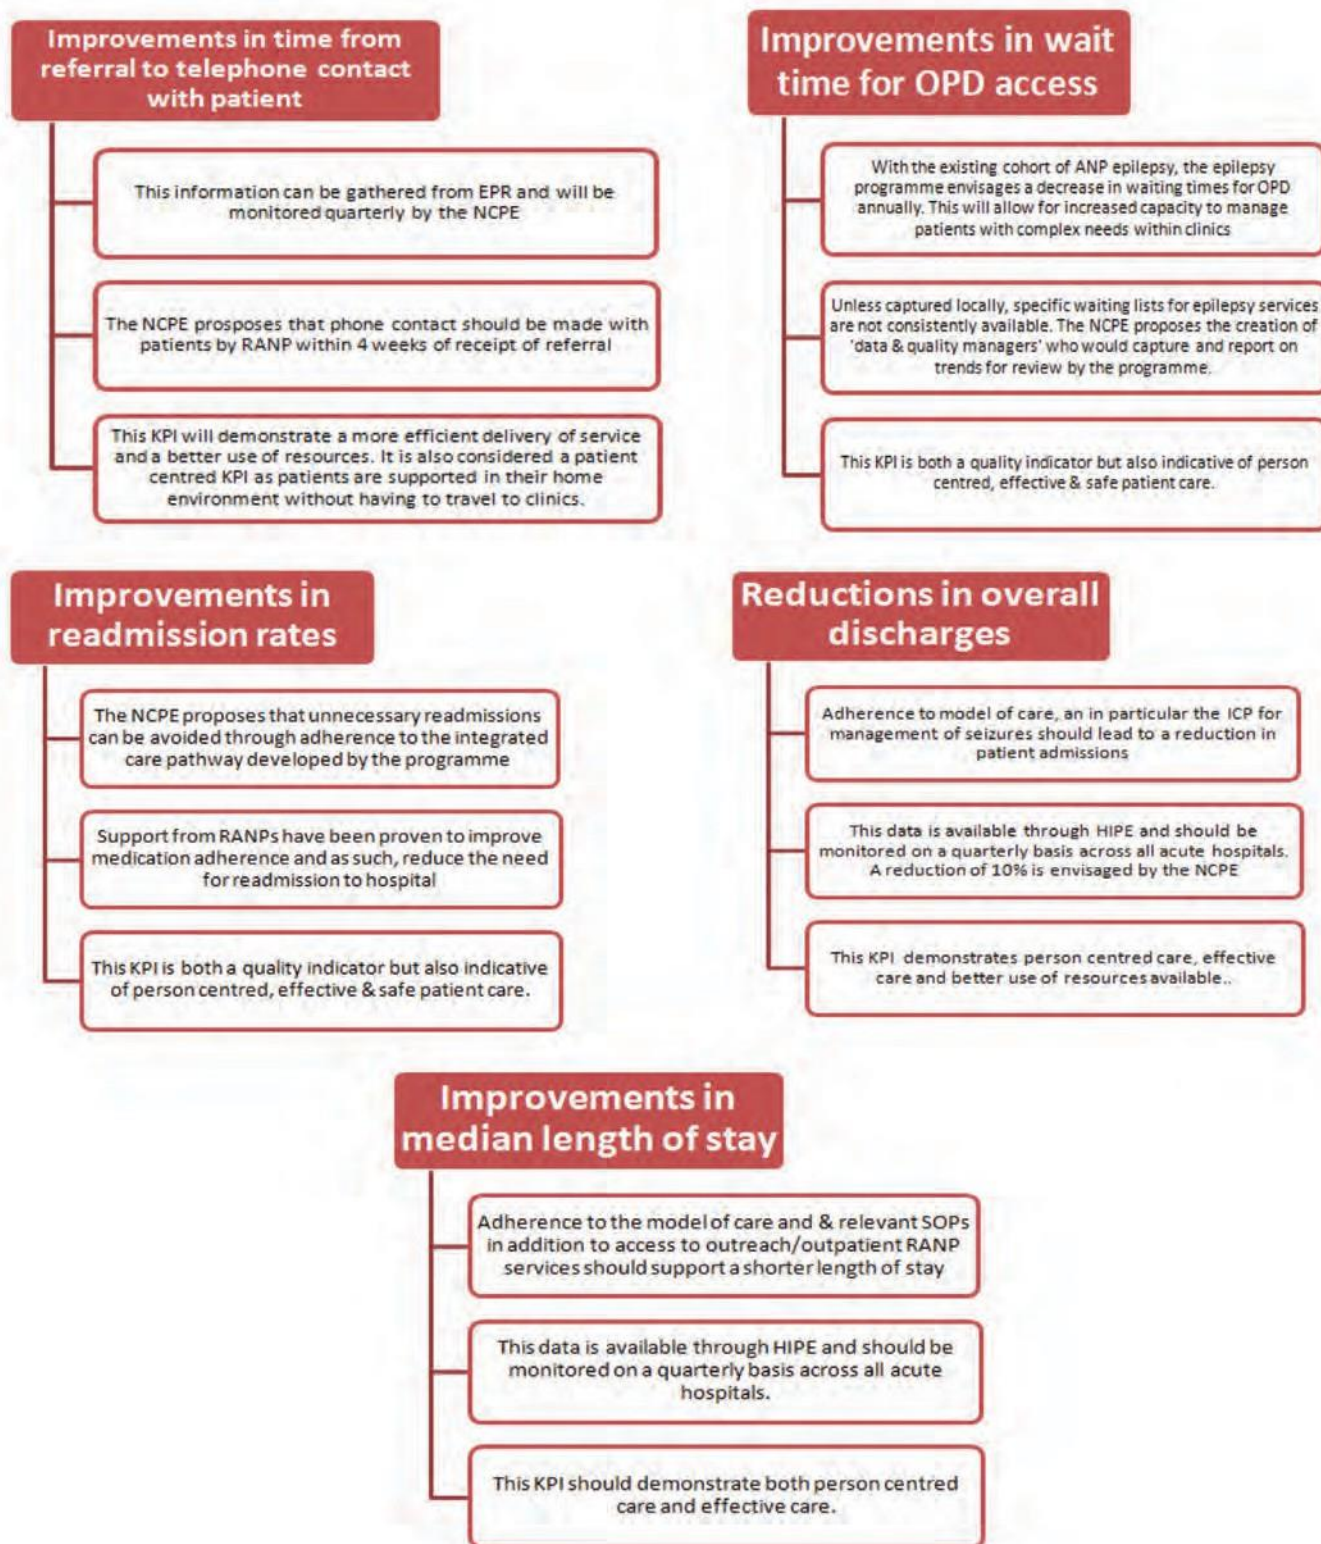 Improvements in time from
referral to telephone contact
with patient
This information can be gathered from EPR and will be
monitored quarterly by the NCPE
The NCPE prosposes that phone contact should be made with
patients by RANP within 4 weeks of receipt of referral
This KPI will demonstrate a more efficient delivery of service
and a better use of resources. It is also considered a patient
centred KPI as patients are supported in their home
environment without having to travel to clinics.
Improvements in wait
time for OPD access
With the existing cohort of ANP epilepsy, the epilepsy
programme envisages a decrease in waiting times for OPD
annually. This will allow for increased capacity to manage
patients with complex needs within clinics
Unless captured locally, specific waiting lists for epilepsy services
are not consistently available. The NCPE proposes the creation of
'data & quality managers' who would capture and report on
trends for review by the programme.
This KPI is both a quality indicator but also indicative of person
centred, effective & safe patient care.
Improvements in
readmission rates
The NCPE proposes that unnecessary readmissions
can be avoided through adherence to the integrated
care pathway developed by the programme
Support from RANPs have been proven to improve
medication adherence and as such, reduce the need
for readmission to hospital
This KPI is both a quality indicator but also indicative
of person centred, effective & safe patient care.
Reductions in overall
discharges
Adherence to model of care, an in particular the ICP for
management of seizures should lead to a reduction in
patient admissions
This data is available through HIPE and should be
monitored on a quarterly basis across all acute hospitals.
A reduction of 10% is envisaged by the NCPE
This KPI demonstrates person centred care, effective
care and better use of resources available..
Improvements in
median length of stay
Adherence to the model of care and & relevant SOPs
in addition to access to outreach/outpatient RANP
services should support a shorter length of stay
This data is available through HIPE and should be
monitored on a quarterly basis across all acute
hospitals.
This KPI should demonstrate both person centred
care and effective care.